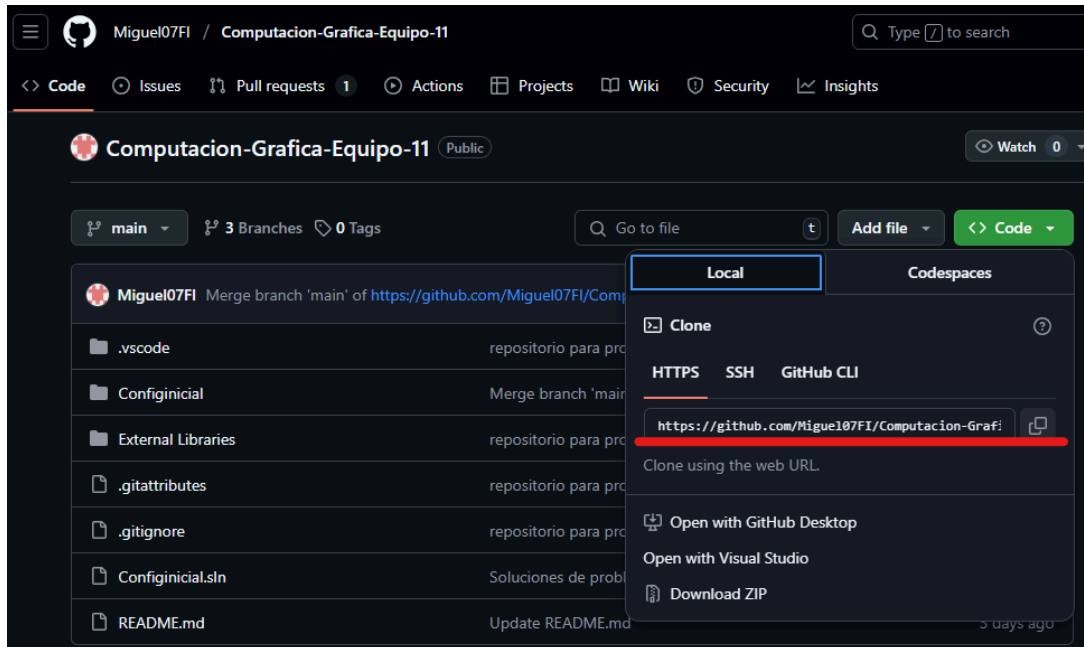 Miguel07FI / Computacion-Grafica-Equipo-11
Type / to search
Code Issues Pull requests 1 Actions Projects Wiki Security Insights
Computacion-Grafica-Equipo-11 Public
Watch 0
main 3 Branches 0 Tags
Go to file t
Add file
Code
Local Codespaces
Miguel07FI Merge branch 'main' of https://github.com/Miguel07FI/Comp
Clone
.vscode repositorio para pro
HTTPS SSH GitHub CLI
Configinicial Merge branch 'main
https://github.com/Miguel07FI/Computacion-Grafi
External Libraries repositorio para pro
Clone using the web URL.
.gitattributes repositorio para pro
Open with GitHub Desktop
.gitignore repositorio para pro
Open with Visual Studio
Configinicial.sln Soluciones de probl
Download ZIP
README.md Update README.md 3 days ago